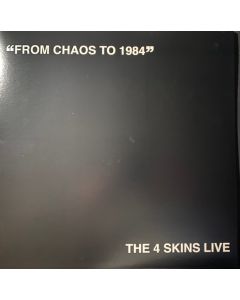 “FROM CHAOS TO 1984”
THE 4 SKINS LIVE